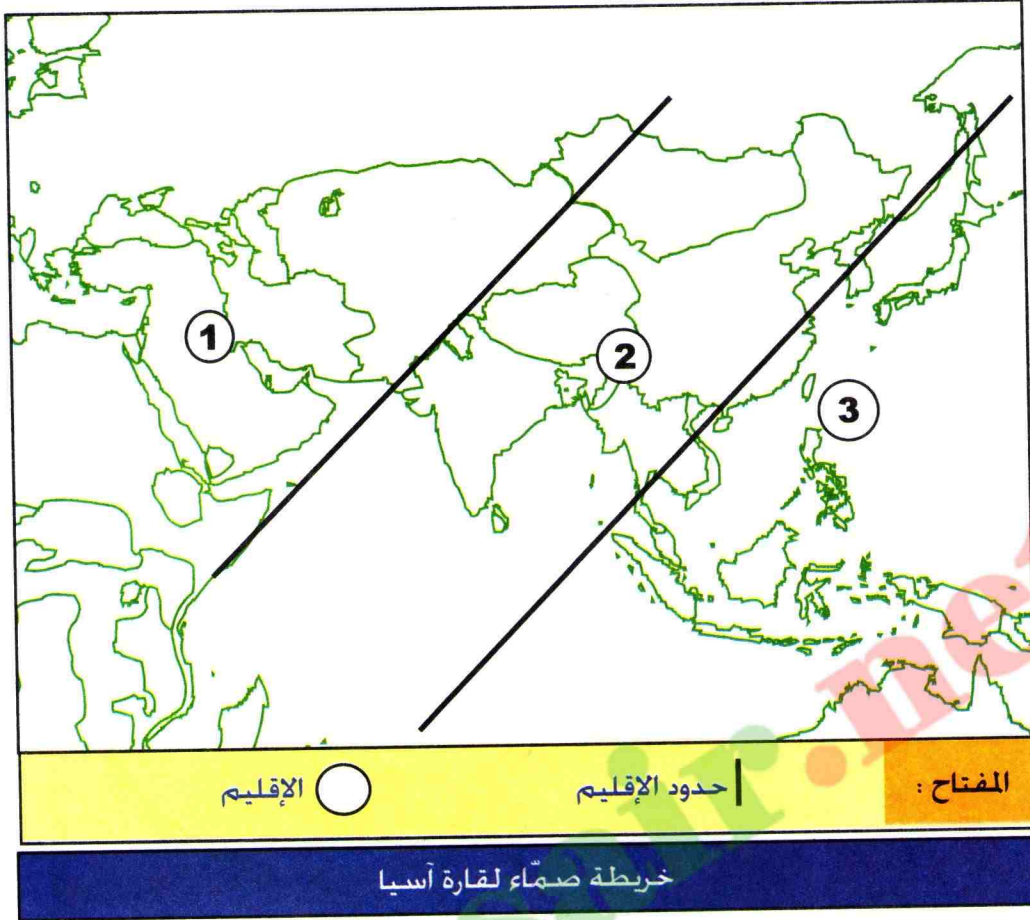 1
2
3
المفتاح :
حدود الإقليم
الإقليم
خريطة صمّاء لقارة آسيا